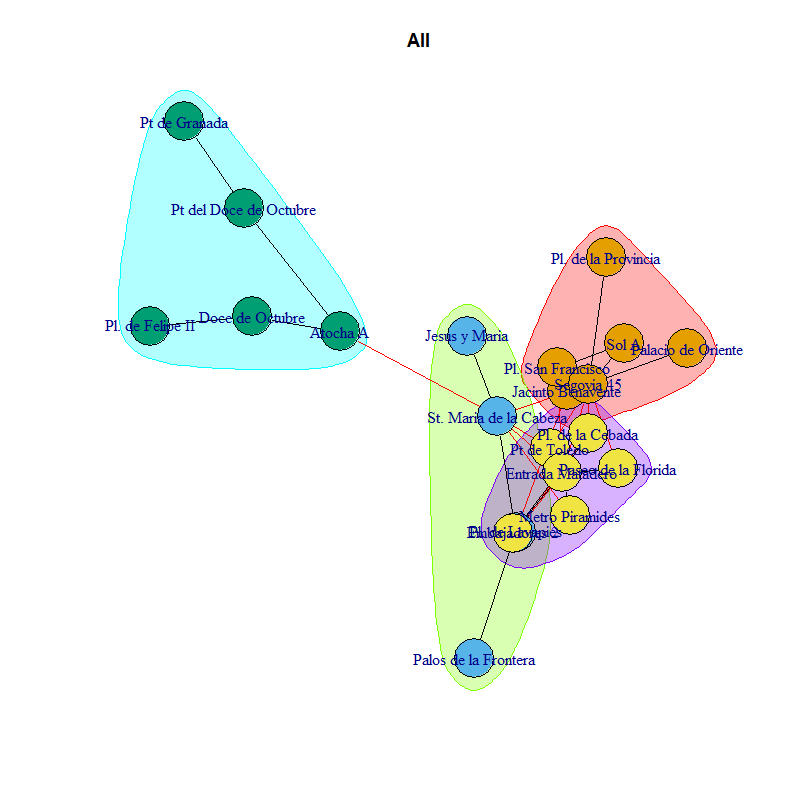 All
Pt de Granada
Pt del Doce de Octubre
Pl. de la Provincia
Doce de Octubre
Pl. de Felipe II
Atocha A
Jesus y Maria
Sol A
Palacio de Oriente
Pl. San Francisco
Segovia 45
Jacinto Benavente
St. Maria de la Cabeza
Pl. de la Cebada
Pt de Toledo
Paseo de la Florida
Entrada Matadero
Metro Piramides
Palos de la Frontera